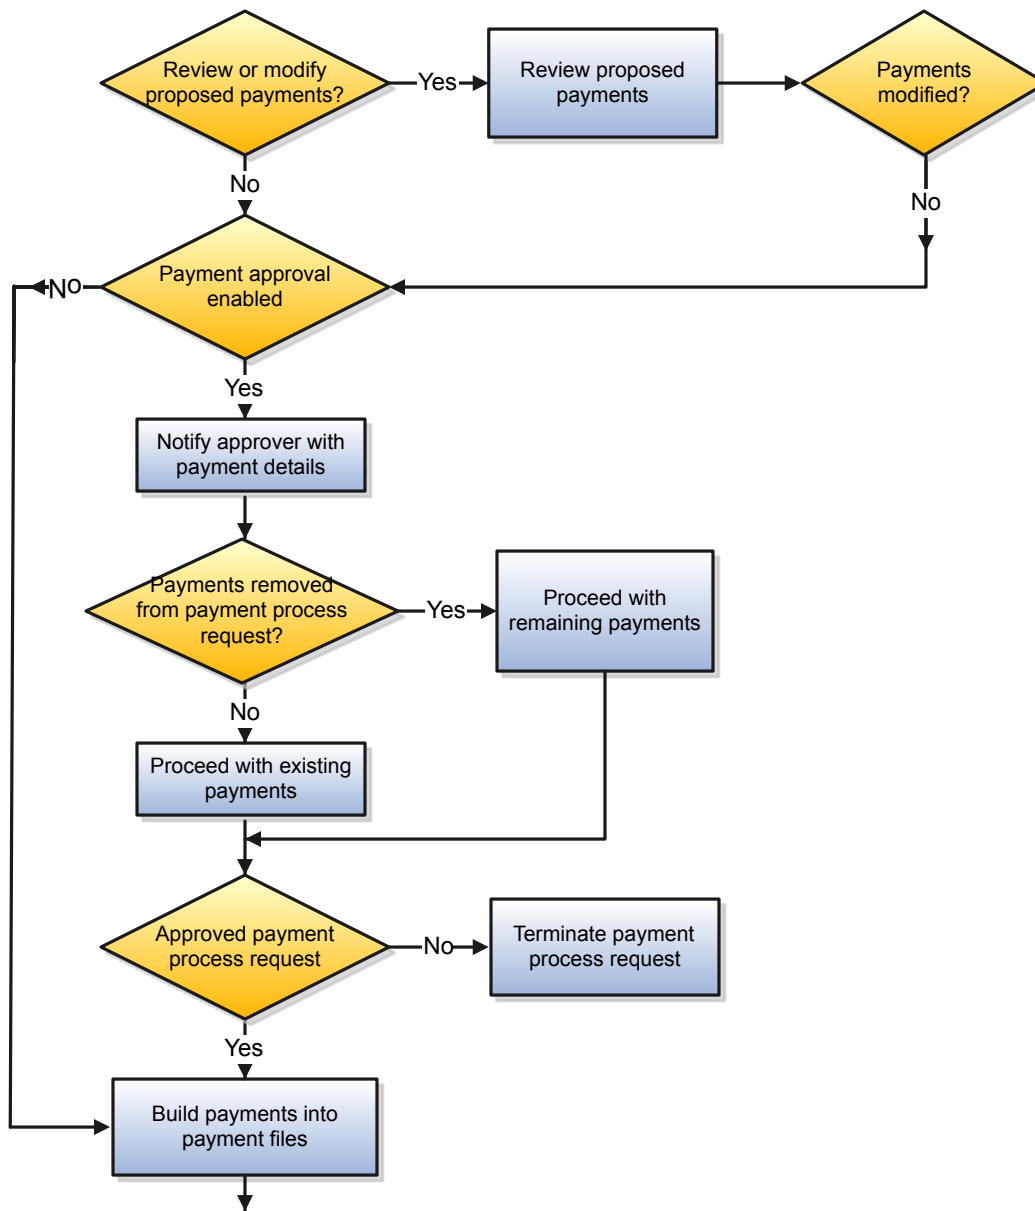 Review or modify
proposed payments?
Yes
Review proposed
payments
Payments
modified?
No
No
Payment approval
enabled
No
Yes
Notify approver with
payment details
Payments removed
from payment process
request?
Yes
Proceed with
remaining payments
No
Proceed with existing
payments
Approved payment
process request
No
Terminate payment
process request
Yes
Build payments into
payment files